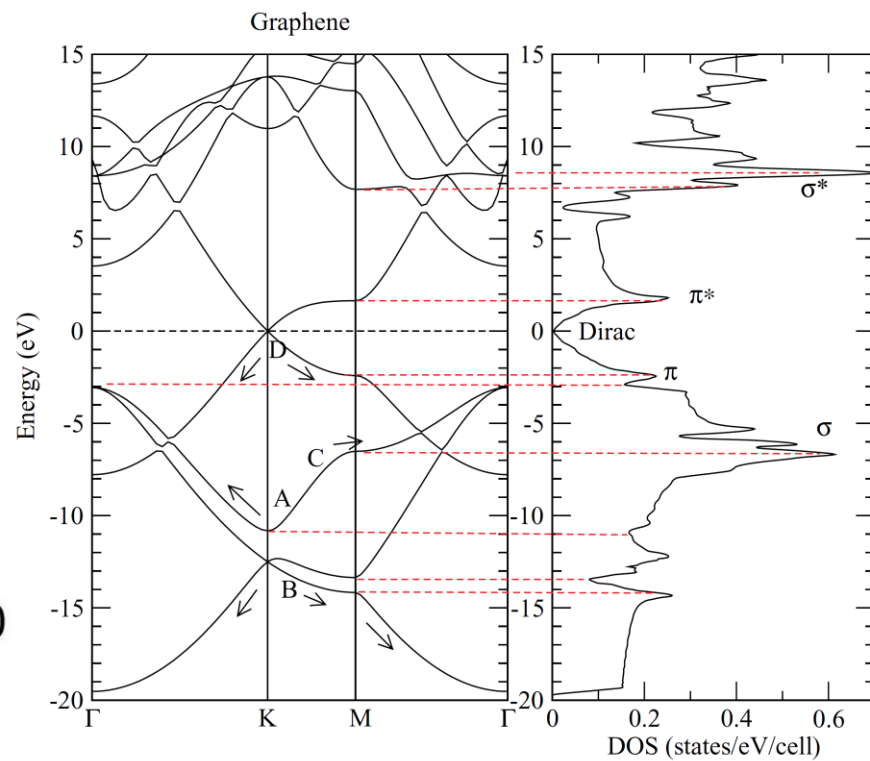 Graphene
15
10
5
0
-5
-10
-15
-20
Energy (eV)
Γ
K
M
Γ
A
B
C
D
15
10
5
0
-5
-10
-15
-20
σ*
π*
Dirac
π
σ
0
0.2
0.4
0.6
DOS (states/eV/cell)